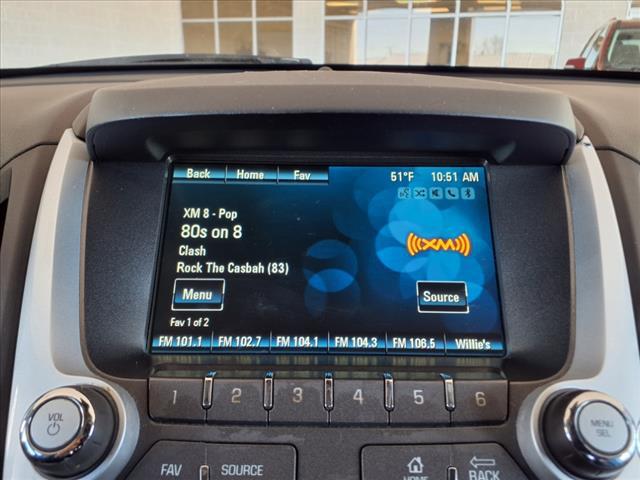 Back Home Fav 51°F 10:51 AM
XM 8 - Pop
80s on 8
Clash
Rock The Casbah (83)
XM
Menu
Source
Fav 1 of 2
FM 101.1 FM 102.7 FM 104.1 FM 104.3 FM 106.5 Willie's
1 2 3 4 5 6
VOL
MENU
SEL
FAV SOURCE
HOME BACK